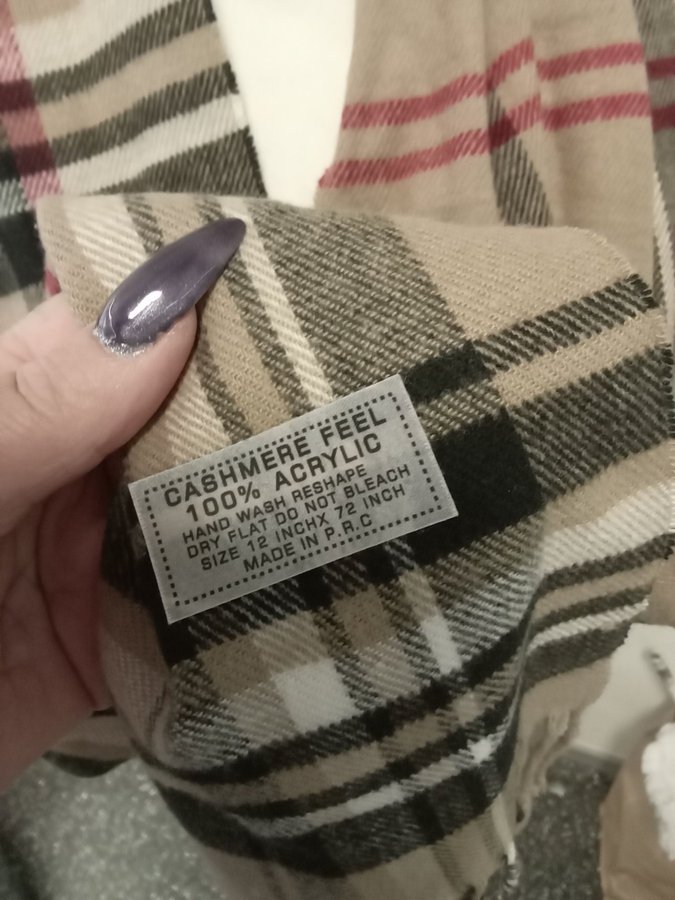 CASHMERE FEEL
100% ACRYLIC
HAND WASH RESHAPE
DRY FLAT DO NOT BLEACH
SIZE 12 INCHX 72 INCH
MADE IN P.R.C